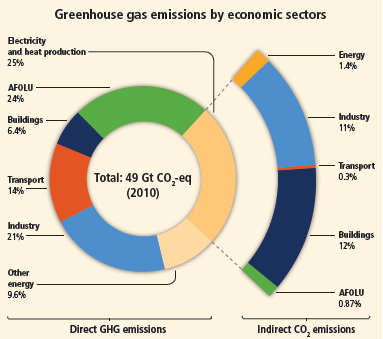 Greenhouse gas emissions by economic sectors
Electricity
and heat production
25%
AFOLU
24%
Buildings
6.4%
Transport
14%
Industry
21%
Other
energy
9.6%
Total: 49 Gt CO₂-eq
(2010)
Energy
1.4%
Industry
11%
Transport
0.3%
Buildings
12%
AFOLU
0.87%
Direct GHG emissions
Indirect CO₂ emissions